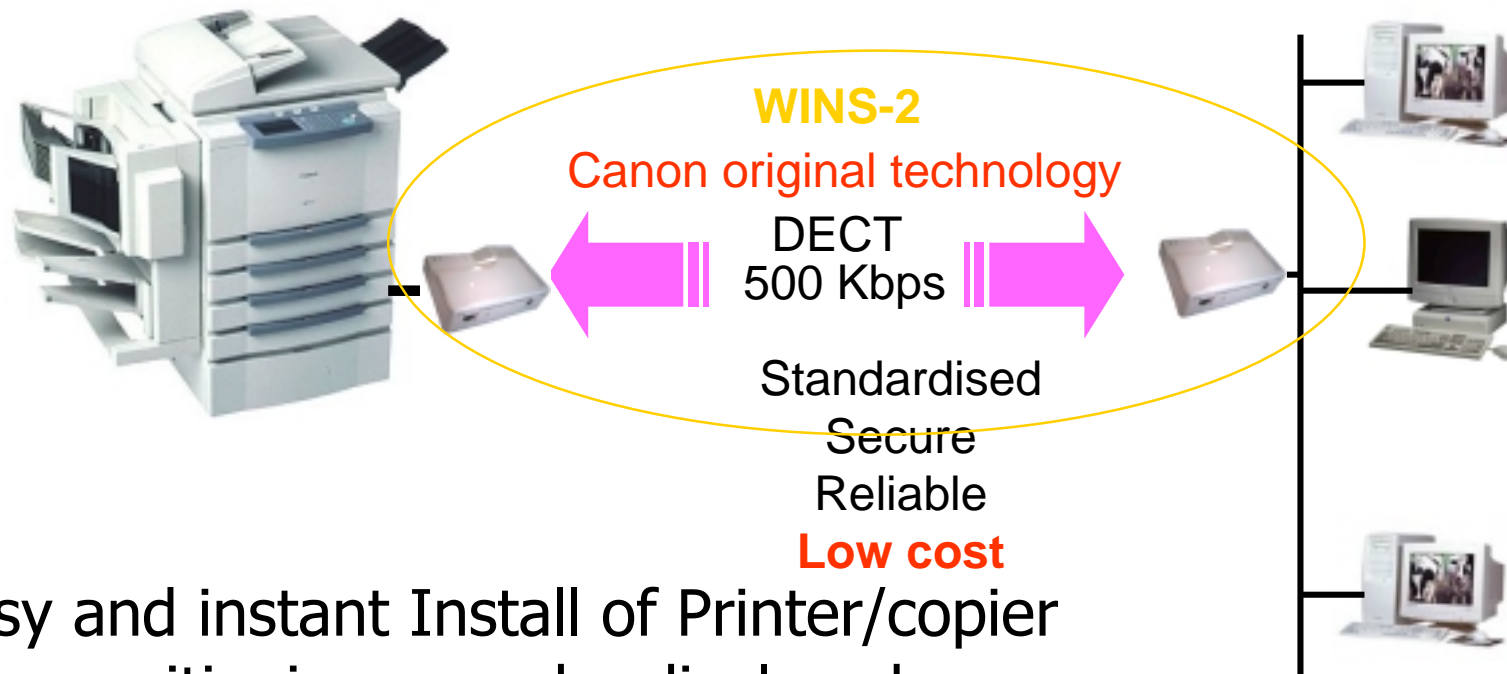 WINS-2
Canon original technology
DECT
500 Kbps
Standardised
Secure
Reliable
Low cost
sy and instant Install of Printer/copier